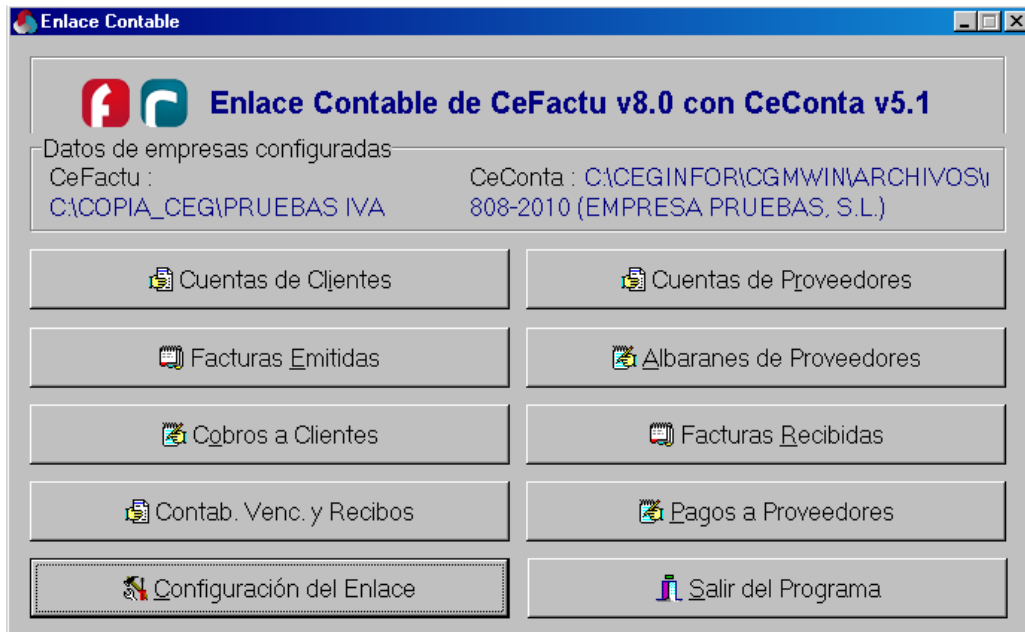 Enlace Contable
Enlace Contable de CeFactu v8.0 con CeConta v5.1
Datos de empresas configuradas
CeFactu :
C:\COPIA_CEG\PRUEBAS IVA
CeConta : C:\CEGINFOR\CGMWIN\ARCHIVOS\
808-2010 (EMPRESA PRUEBAS, S.L.)
Cuentas de Clientes
Cuentas de Proveedores
Facturas Emitidas
Albaranes de Proveedores
Cobros a Clientes
Facturas Recibidas
Contab. Venc. y Recibos
Pagos a Proveedores
Configuración del Enlace
Salir del Programa